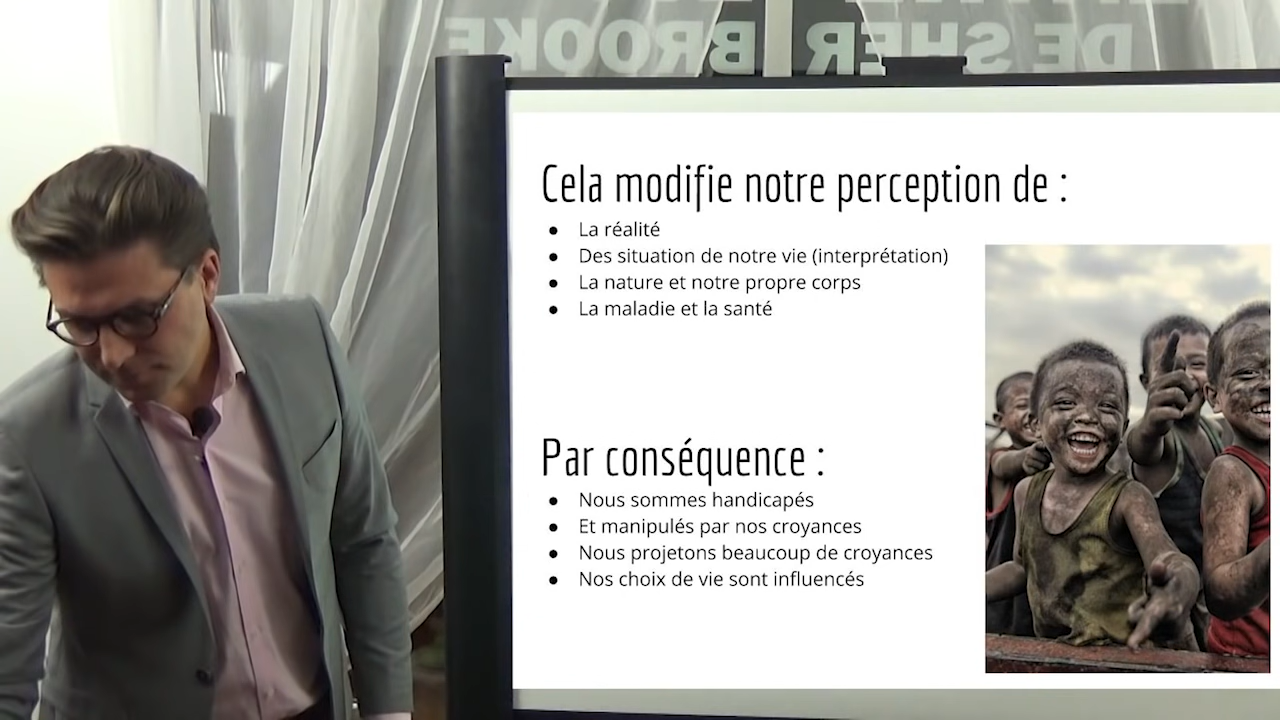 DE SHERBROOKE
Cela modifie notre perception de :
● La réalité
● Des situation de notre vie (interprétation)
● La nature et notre propre corps
● La maladie et la santé
Par conséquence :
● Nous sommes handicapés
● Et manipulés par nos croyances
● Nous projetons beaucoup de croyances
● Nos choix de vie sont influencés